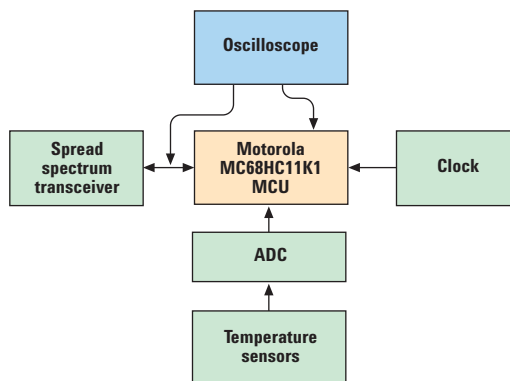 Oscilloscope
Spread
spectrum
transceiver
Motorola
MC68HC11K1
MCU
Clock
ADC
Temperature
sensors